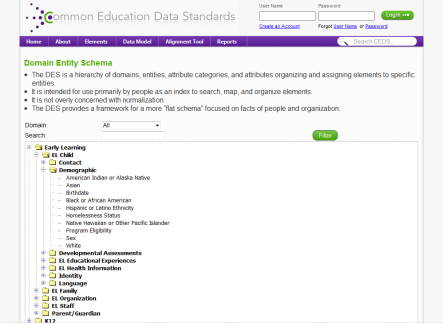 User Name
Password
Common Education Data Standards
Login
Create an Account
Forgot User Name or Password
Home About Elements Data Model Alignment Tool Reports
Search CEDS...
Domain Entity Schema
The DES is a hierarchy of domains, entities, attribute categories, and attributes organizing and assigning elements to specific
entities.
It is intended for use primarily by people as an index to search, map, and organize elements.
It is not overly concerned with normalization.
The DES provides a framework for a more "flat schema" focused on facts of people and organization.
Domain: All
Search:
Filter
Early Learning
EL Child
Contact
Demographic
American Indian or Alaska Native
Asian
Birthdate
Black or African American
Hispanic or Latino Ethnicity
Homelessness Status
Native Hawaiian or Other Pacific Islander
Program Eligibility
Sex
White
Developmental Assessments
EL Educational Experiences
EL Health Information
Identity
Language
EL Family
EL Organization
EL Staff
Parent/Guardian
K12